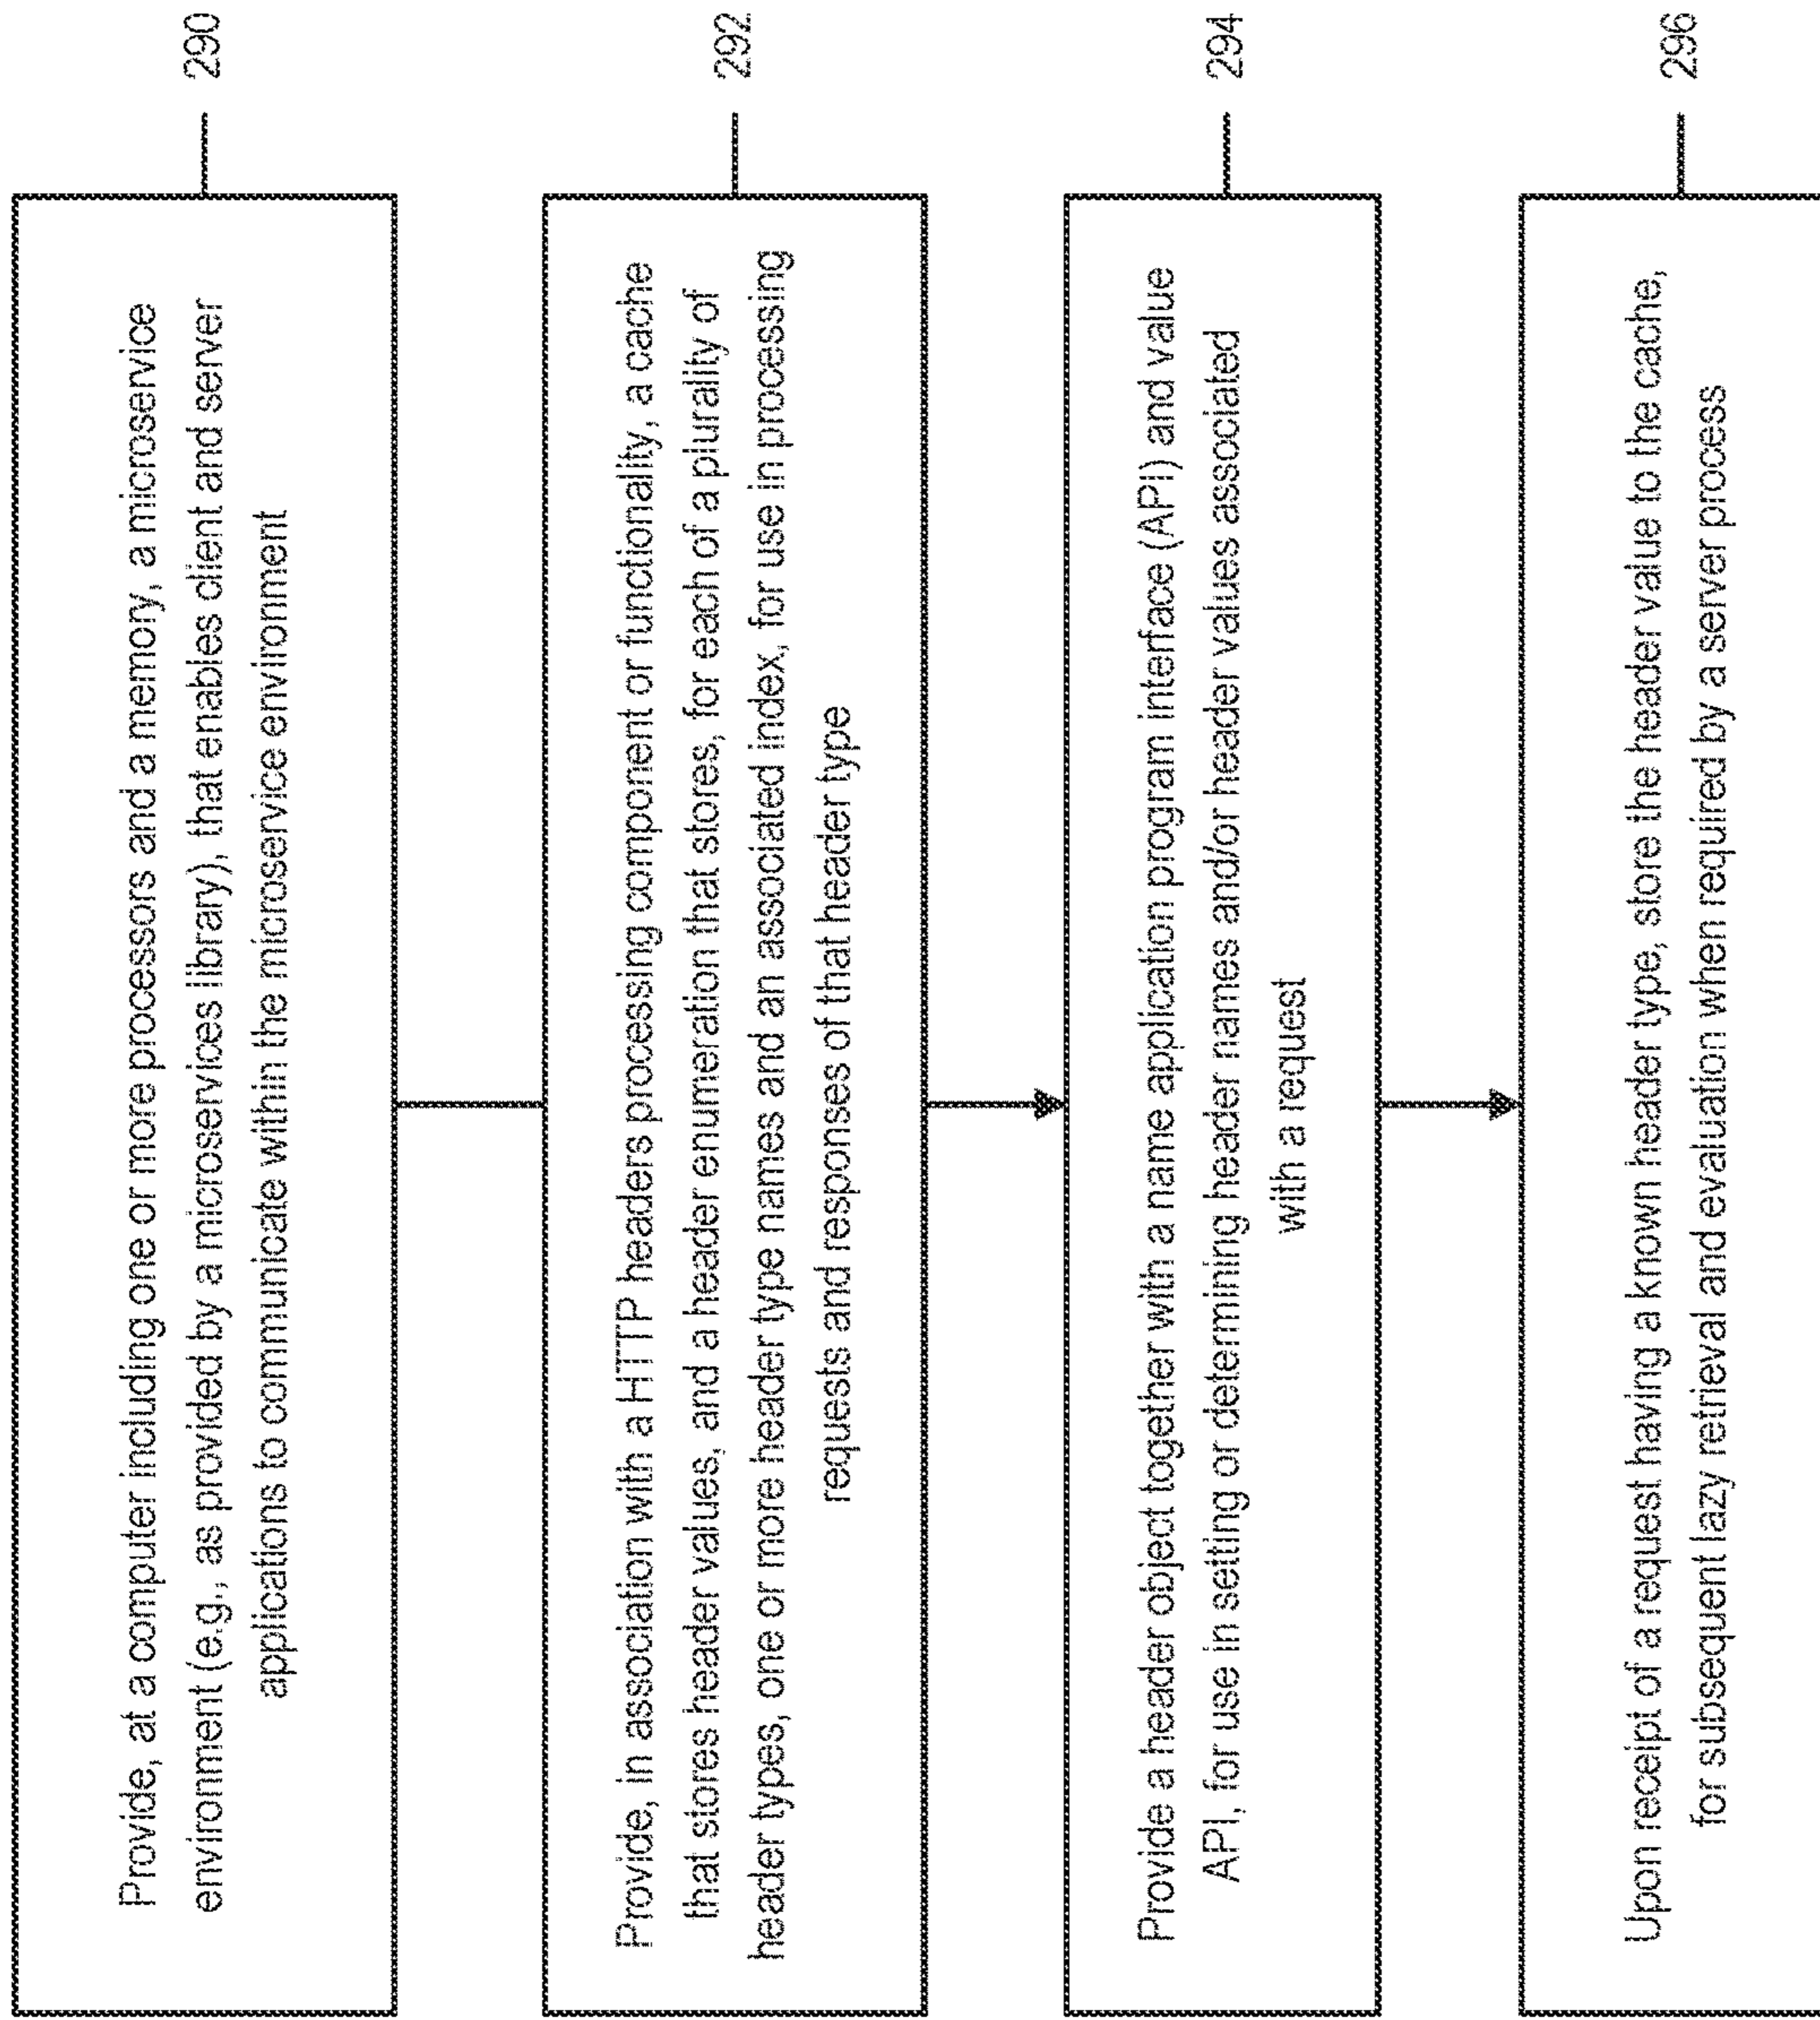 Provide, at a computer including one or more processors and a memory, a microservice
environment (e.g., as provided by a microservices library), that enables client and server
applications to communicate within the microservice environment
290
Provide, in association with a HTTP headers processing component or functionality, a cache
that stores header values, and a header enumeration that stores, for each of a plurality of
header types, one or more header type names and an associated index, for use in processing
requests and responses of that header type
292
Provide a header object together with a name application program interface (API) and value
API, for use in setting or determining header names and/or header values associated
with a request
294
Upon receipt of a request having a known header type, store the header value to the cache,
for subsequent lazy retrieval and evaluation when required by a server process
296